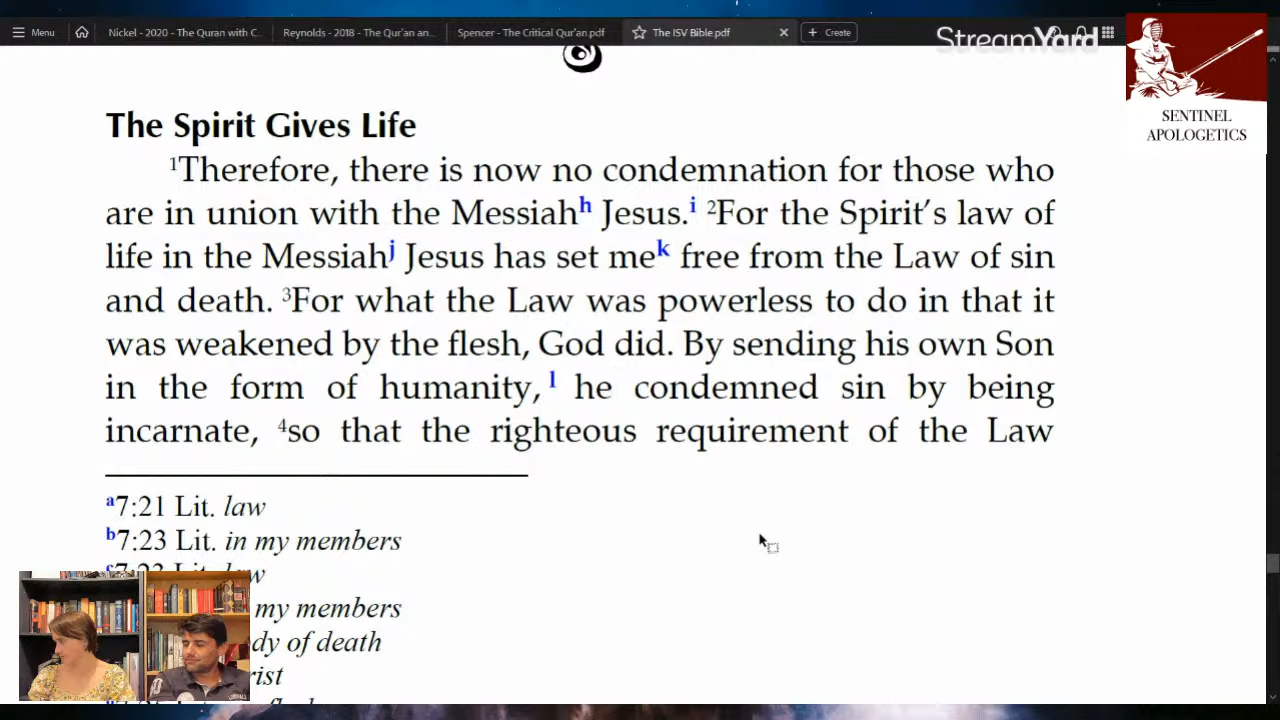 Menu
Nickel - 2020 - The Quran with C...
Reynolds - 2018 - The Qur'an an...
Spencer - The Critical Qur'an.pdf
The ISV Bible.pdf
Create
StreamYard
SENTINEL
APOLOGETICS
The Spirit Gives Life
1Therefore, there is now no condemnation for those who
are in union with the Messiahh Jesus.i 2For the Spirit's law of
life in the Messiahj Jesus has set mek free from the Law of sin
and death. 3For what the Law was powerless to do in that it
was weakened by the flesh, God did. By sending his own Son
in the form of humanity,l he condemned sin by being
incarnate, 4so that the righteous requirement of the Law
a7:21 Lit. law
b7:23 Lit. in my members
my members
dy of death
rist